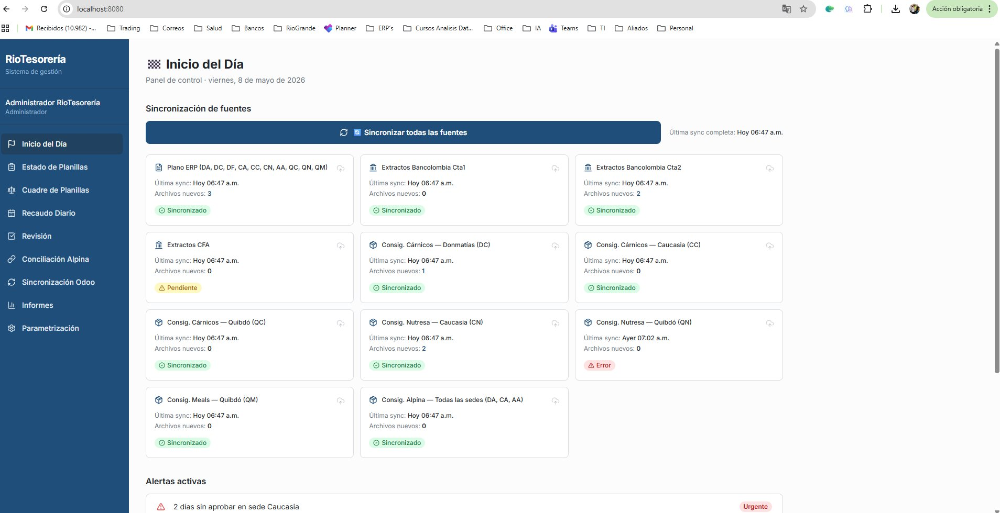 localhost:8080
Acción obligatoria
Recibidos (10.982) -...
Trading
Correos
Salud
Bancos
RioGrande
Planner
ERP´s
Cursos Analisis Dat...
Office
IA
Teams
TI
Aliados
Personal
RioTesorería
Sistema de gestión
Administrador RioTesorería
Administrador
Inicio del Día
Estado de Planillas
Cuadre de Planillas
Recaudo Diario
Revisión
Conciliación Alpina
Sincronización Odoo
Informes
Parametrización
Inicio del Día
Panel de control · viernes, 8 de mayo de 2026
Sincronización de fuentes
Sincronizar todas las fuentes
Última sync completa: Hoy 06:47 a.m.
Plano ERP (DA, DC, DF, CA, CC, CN, AA, QC, QN, QM)
Última sync: Hoy 06:47 a.m.
Archivos nuevos: 3
Sincronizado
Extractos Bancolombia Cta1
Última sync: Hoy 06:47 a.m.
Archivos nuevos: 0
Sincronizado
Extractos Bancolombia Cta2
Última sync: Hoy 06:47 a.m.
Archivos nuevos: 2
Sincronizado
Extractos CFA
Última sync: Hoy 06:47 a.m.
Archivos nuevos: 0
Pendiente
Consig. Cárnicos — Donmatías (DC)
Última sync: Hoy 06:47 a.m.
Archivos nuevos: 1
Sincronizado
Consig. Cárnicos — Caucasia (CC)
Última sync: Hoy 06:47 a.m.
Archivos nuevos: 0
Sincronizado
Consig. Cárnicos — Quibdó (QC)
Última sync: Hoy 06:47 a.m.
Archivos nuevos: 0
Sincronizado
Consig. Nutresa — Caucasia (CN)
Última sync: Hoy 06:47 a.m.
Archivos nuevos: 2
Sincronizado
Consig. Nutresa — Quibdó (QN)
Última sync: Ayer 07:02 a.m.
Archivos nuevos: 0
Error
Consig. Meals — Quibdó (QM)
Última sync: Hoy 06:47 a.m.
Archivos nuevos: 0
Sincronizado
Consig. Alpina — Todas las sedes (DA, CA, AA)
Última sync: Hoy 06:47 a.m.
Archivos nuevos: 0
Sincronizado
Alertas activas
2 días sin aprobar en sede Caucasia
Urgente